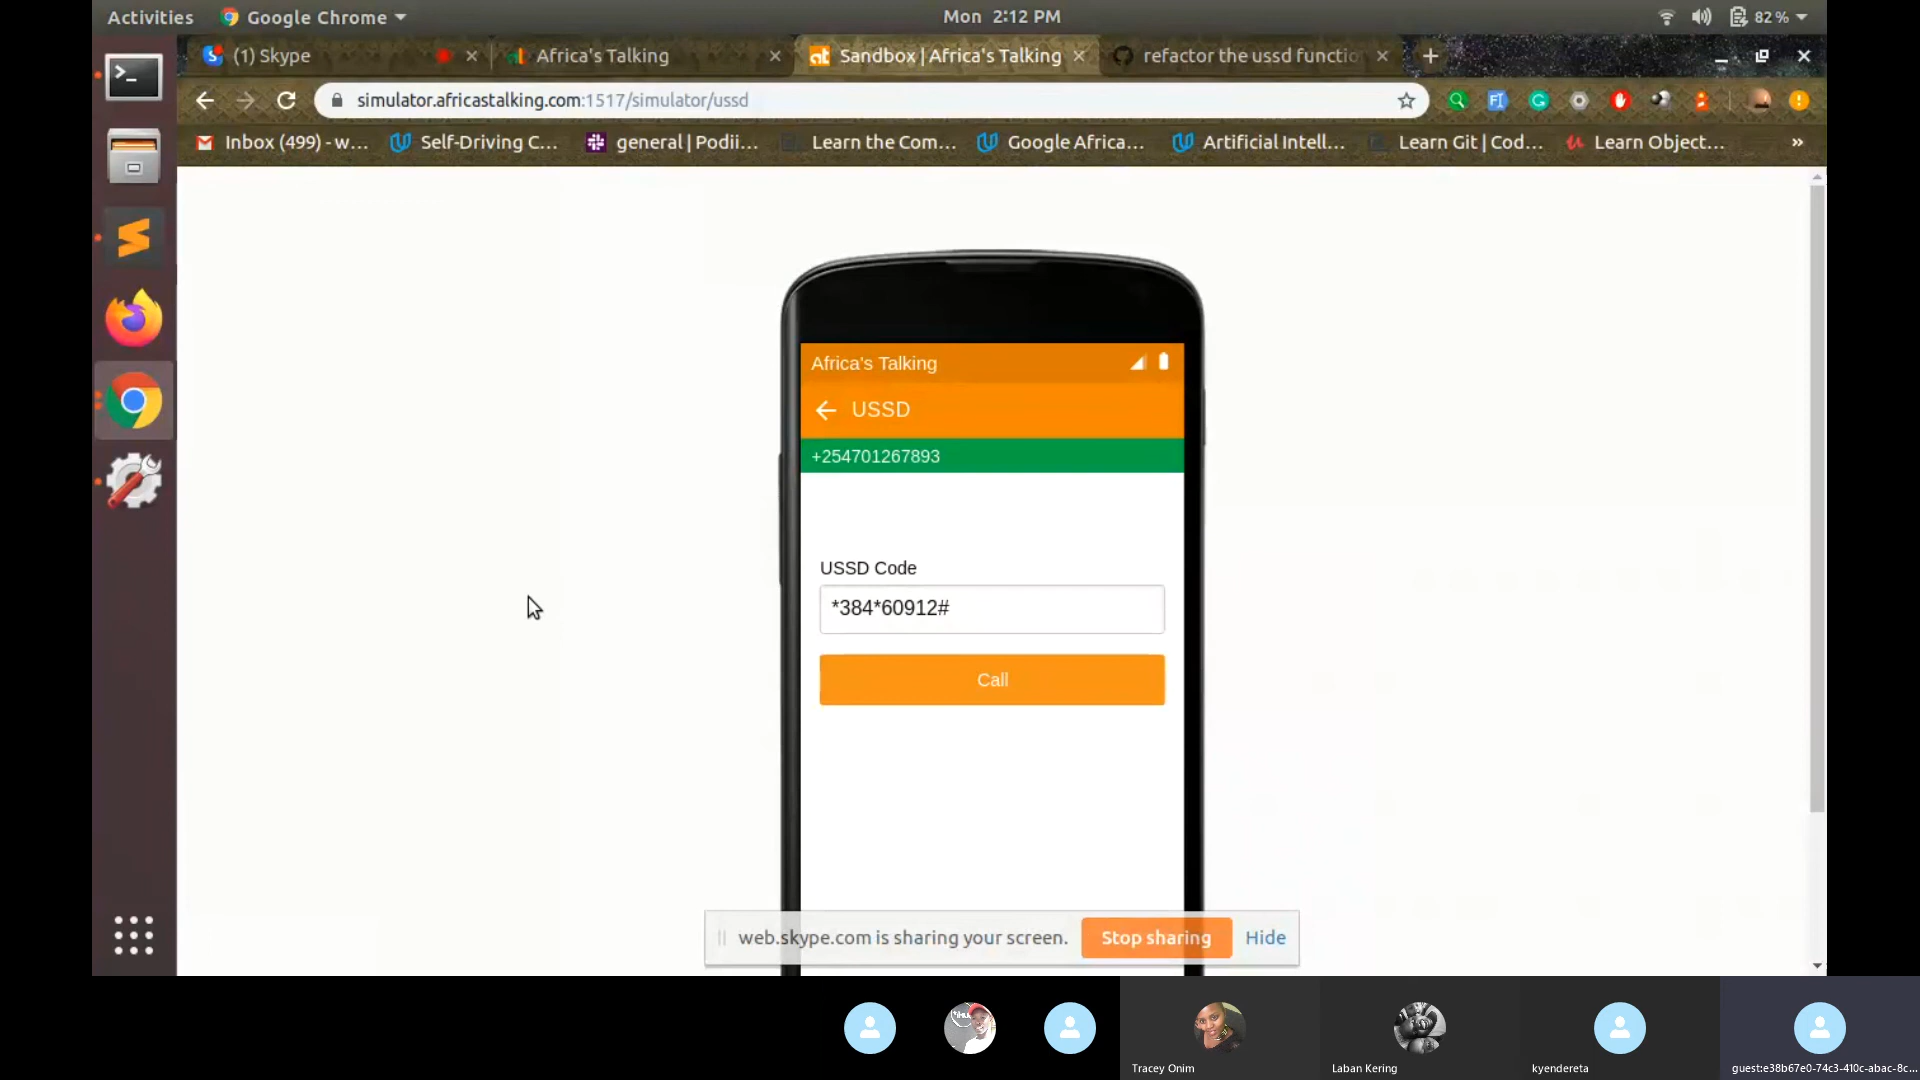 Activities Google Chrome Mon 2:12 PM 82 %
(1) Skype Africa's Talking Sandbox | Africa's Talking refactor the ussd functio
simulator.africastalking.com:1517/simulator/ussd
Inbox (499) - w... Self-Driving C... general | Podii... Learn the Com... Google Africa... Artificial Intell... Learn Git | Cod... Learn Object... »
Africa's Talking
USSD
+254701267893
USSD Code
*384*60912#
Call
web.skype.com is sharing your screen. Stop sharing Hide
Tracey Onim Laban Kering kyendereta guest:e38b67e0-74c3-410c-abac-8c...